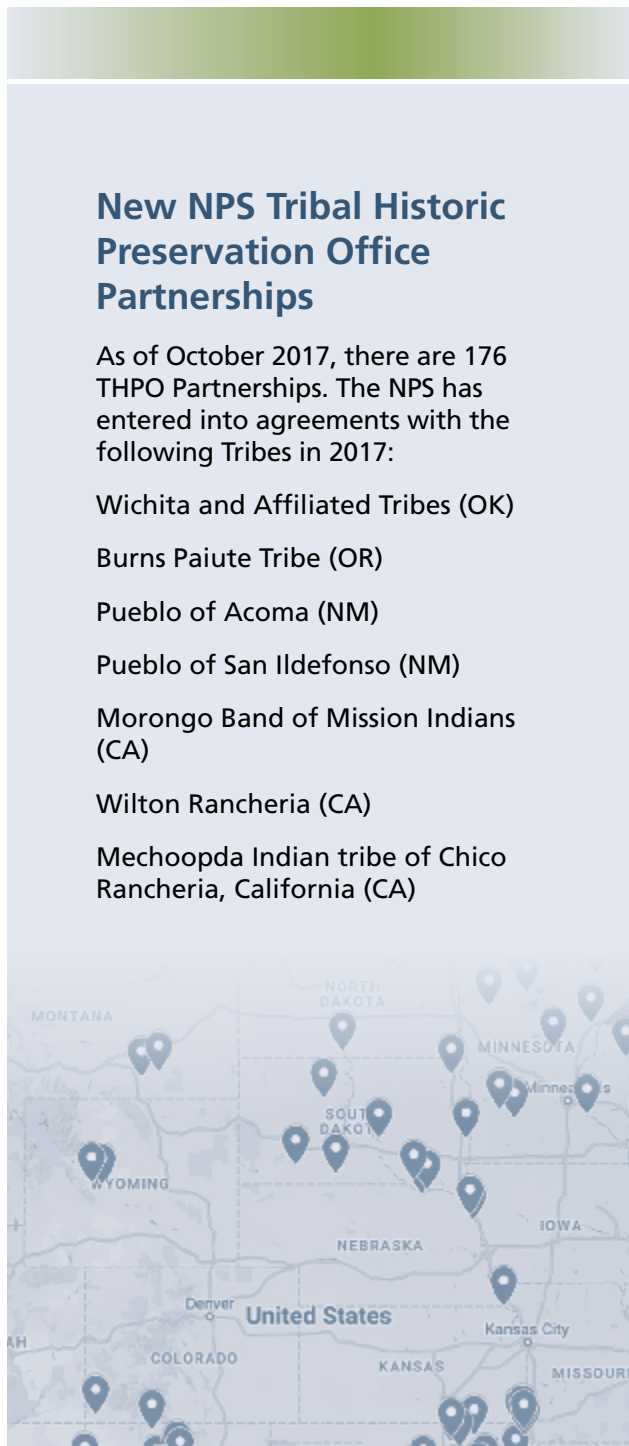 New NPS Tribal Historic
Preservation Office
Partnerships
As of October 2017, there are 176
THPO Partnerships. The NPS has
entered into agreements with the
following Tribes in 2017:
Wichita and Affiliated Tribes (OK)
Burns Paiute Tribe (OR)
Pueblo of Acoma (NM)
Pueblo of San Ildefonso (NM)
Morongo Band of Mission Indians
(CA)
Wilton Rancheria (CA)
Mechoopda Indian tribe of Chico
Rancheria, California (CA)
NORTH
DAKOTA
MONTANA
MINNESOTA
SOUTH
DAKOTA
WYOMING
IOWA
NEBRASKA
Denver
United States
Kansas City
COLORADO
KANSAS
MISSOURI